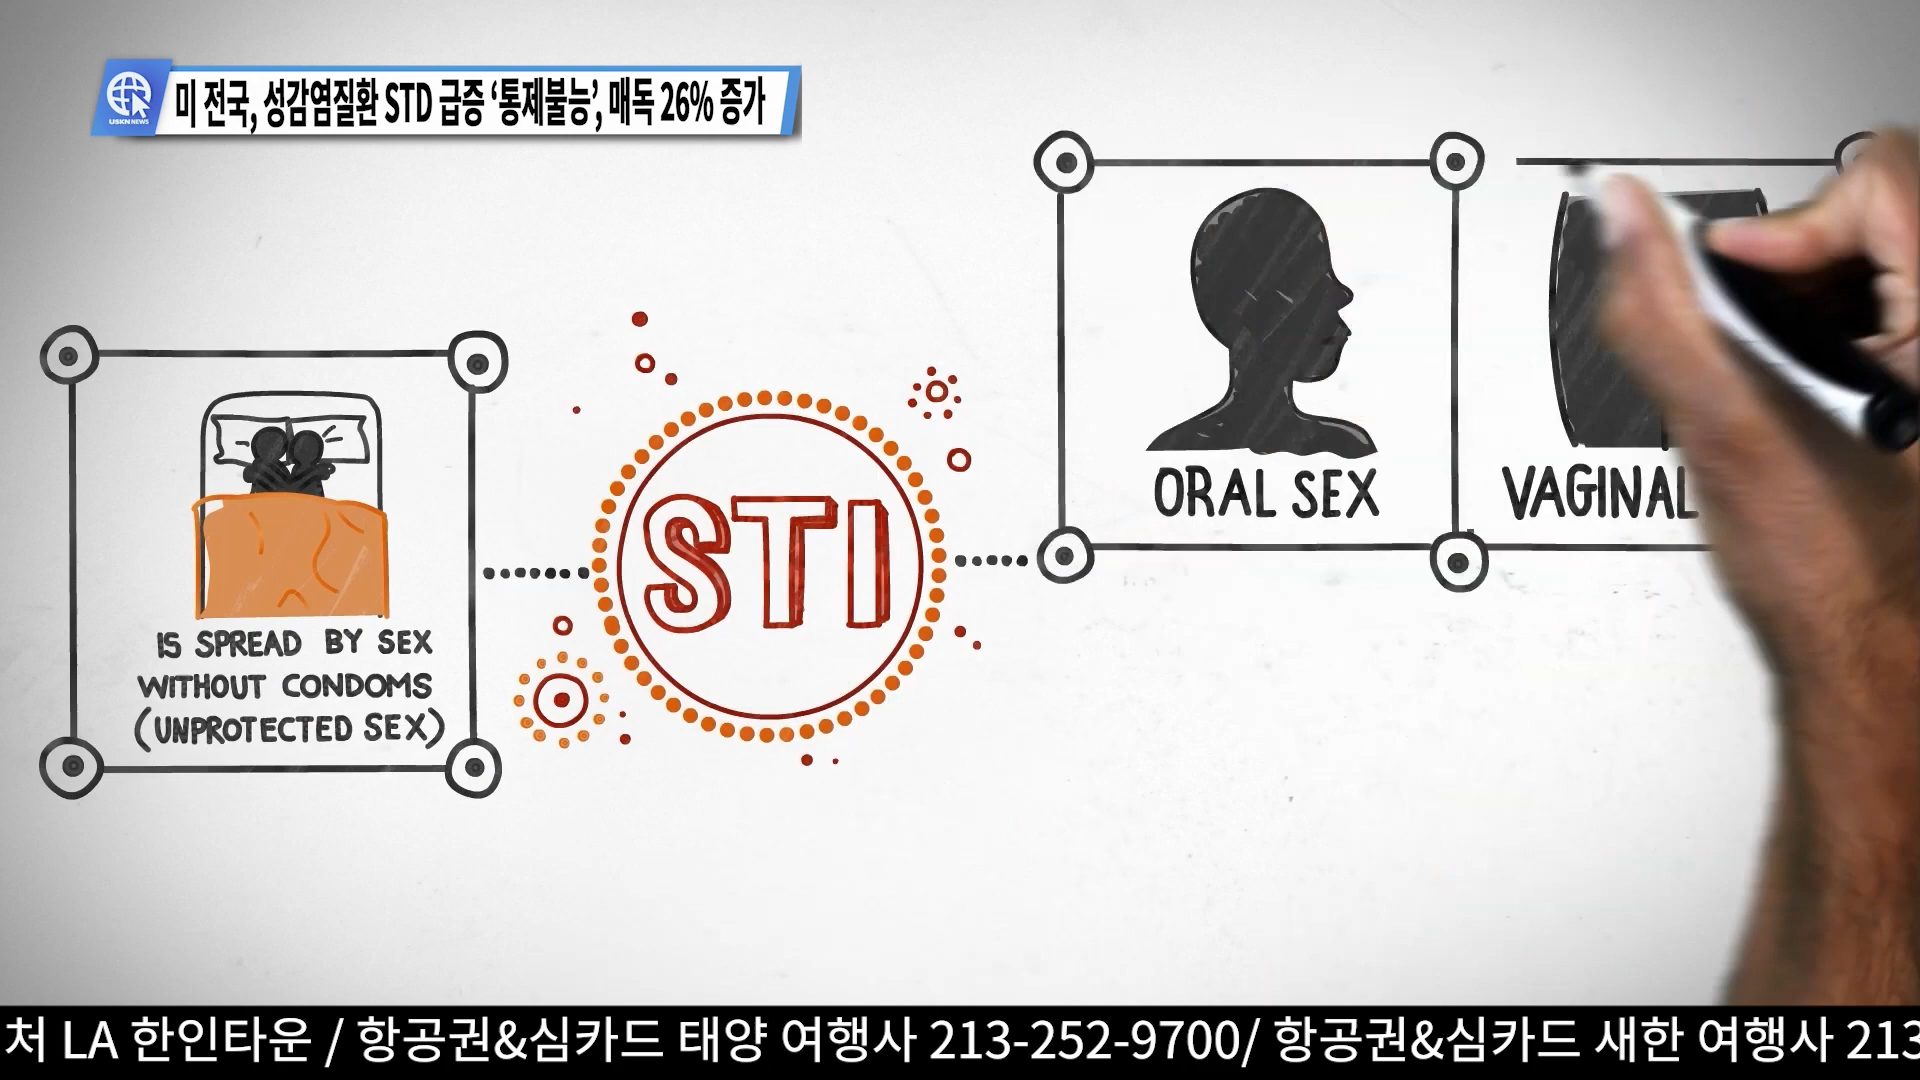 미 전국, 성감염질환 STD 급증 ‘통제불능’, 매독 26% 증가
USKN NEWS
ORAL SEX
VAGINAL
STI
IS SPREAD BY SEX
WITHOUT CONDOMS
(UNPROTECTED SEX)
처 LA 한인타운 / 항공권&심카드 태양 여행사 213-252-9700/ 항공권&심카드 새한 여행사 213